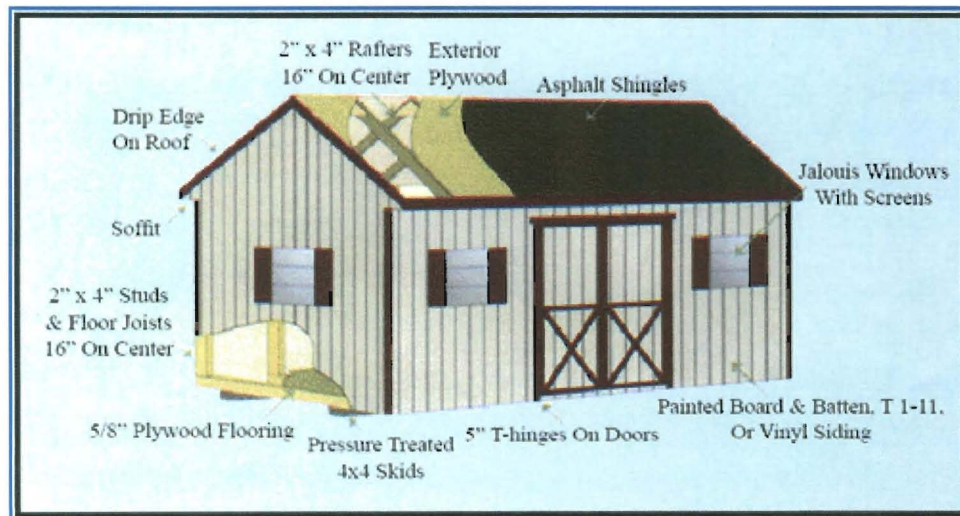 2” x 4” Rafters
16” On Center
Exterior
Plywood
Asphalt Shingles
Drip Edge
On Roof
Jalouis Windows
With Screens
Soffit
2” x 4” Studs
& Floor Joists
16” On Center
5/8” Plywood Flooring
Pressure Treated
4x4 Skids
5” T-hinges On Doors
Painted Board & Batten, T 1-11,
Or Vinyl Siding